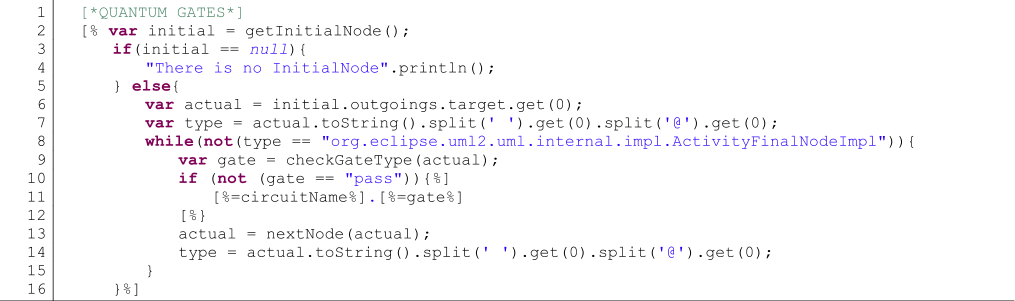 1 [*QUANTUM GATES*]
2 [% var initial = getInitialNode();
3 if(initial == null){
4 "There is no InitialNode".println();
5 } else{
6 var actual = initial.outgoings.target.get(0);
7 var type = actual.toString().split(' ').get(0).split('@').get(0);
8 while(not(type == "org.eclipse.uml2.uml.internal.impl.ActivityFinalNodeImpl")){
9 var gate = checkGateType(actual);
10 if (not (gate == "pass")){%]
11 [%=circuitName%].[%=gate%]
12 [%}
13 actual = nextNode(actual);
14 type = actual.toString().split(' ').get(0).split('@').get(0);
15 }
16 }%]